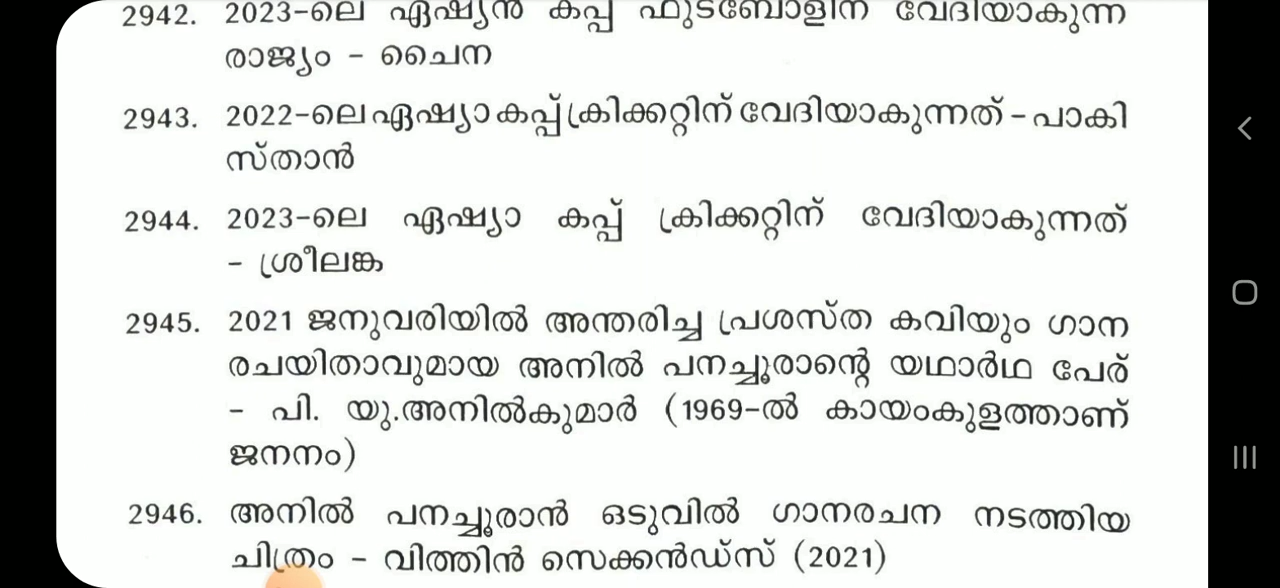 2942. 2023-ലെ ഏഷ്യൻ കപ്പ് ഫുട്ബോളിന് വേദിയാകുന്ന
രാജ്യം - ചൈന
2943. 2022-ലെ ഏഷ്യാ കപ്പ് ക്രിക്കറ്റിന് വേദിയാകുന്നത് - പാകി
സ്താൻ
2944. 2023-ലെ ഏഷ്യാ കപ്പ് ക്രിക്കറ്റിന് വേദിയാകുന്നത്
- ശ്രീലങ്ക
2945. 2021 ജനുവരിയിൽ അന്തരിച്ച പ്രശസ്ത കവിയും ഗാന
രചയിതാവുമായ അനിൽ പനച്ചൂരാന്റെ യഥാർഥ പേര്
- പി. യു.അനിൽകുമാർ (1969-ൽ കായംകുളത്താണ്
ജനനം)
2946. അനിൽ പനച്ചൂരാൻ ഒടുവിൽ ഗാനരചന നടത്തിയ
ചിത്രം - വിത്തിൻ സെക്കൻഡ്സ് (2021)